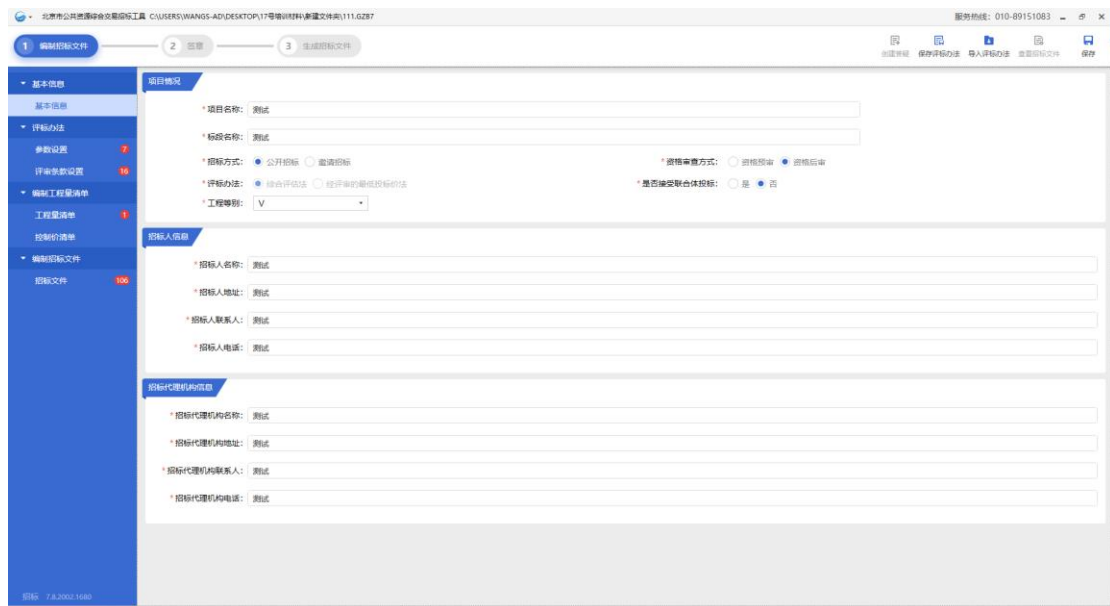 北京市公共资源综合交易招标工具 C:\USERS\WANGS-AD\DESKTOP\17号培训材料\新建文件夹\111.GZB7 服务热线：010-89151083
1 编制招标文件 2 签章 3 生成招标文件 创建答疑 保存评标办法 导入评标办法 查看招标文件 保存
基本信息
基本信息
评标办法
参数设置 7
评审条款设置 16
编制工程量清单
工程量清单 1
控制价清单
编制招标文件
招标文件 106
招标 7.8.2002.1680
项目情况
*项目名称： 测试
*标段名称： 测试
*招标方式： 公开招标 邀请招标 *资格审查方式： 资格预审 资格后审
*评标办法： 综合评估法 经评审的最低投标价法 *是否接受联合体投标： 是 否
*工程等别： V
招标人信息
*招标人名称： 测试
*招标人地址： 测试
*招标人联系人： 测试
*招标人电话： 测试
招标代理机构信息
*招标代理机构名称： 测试
*招标代理机构地址： 测试
*招标代理机构联系人： 测试
*招标代理机构电话： 测试